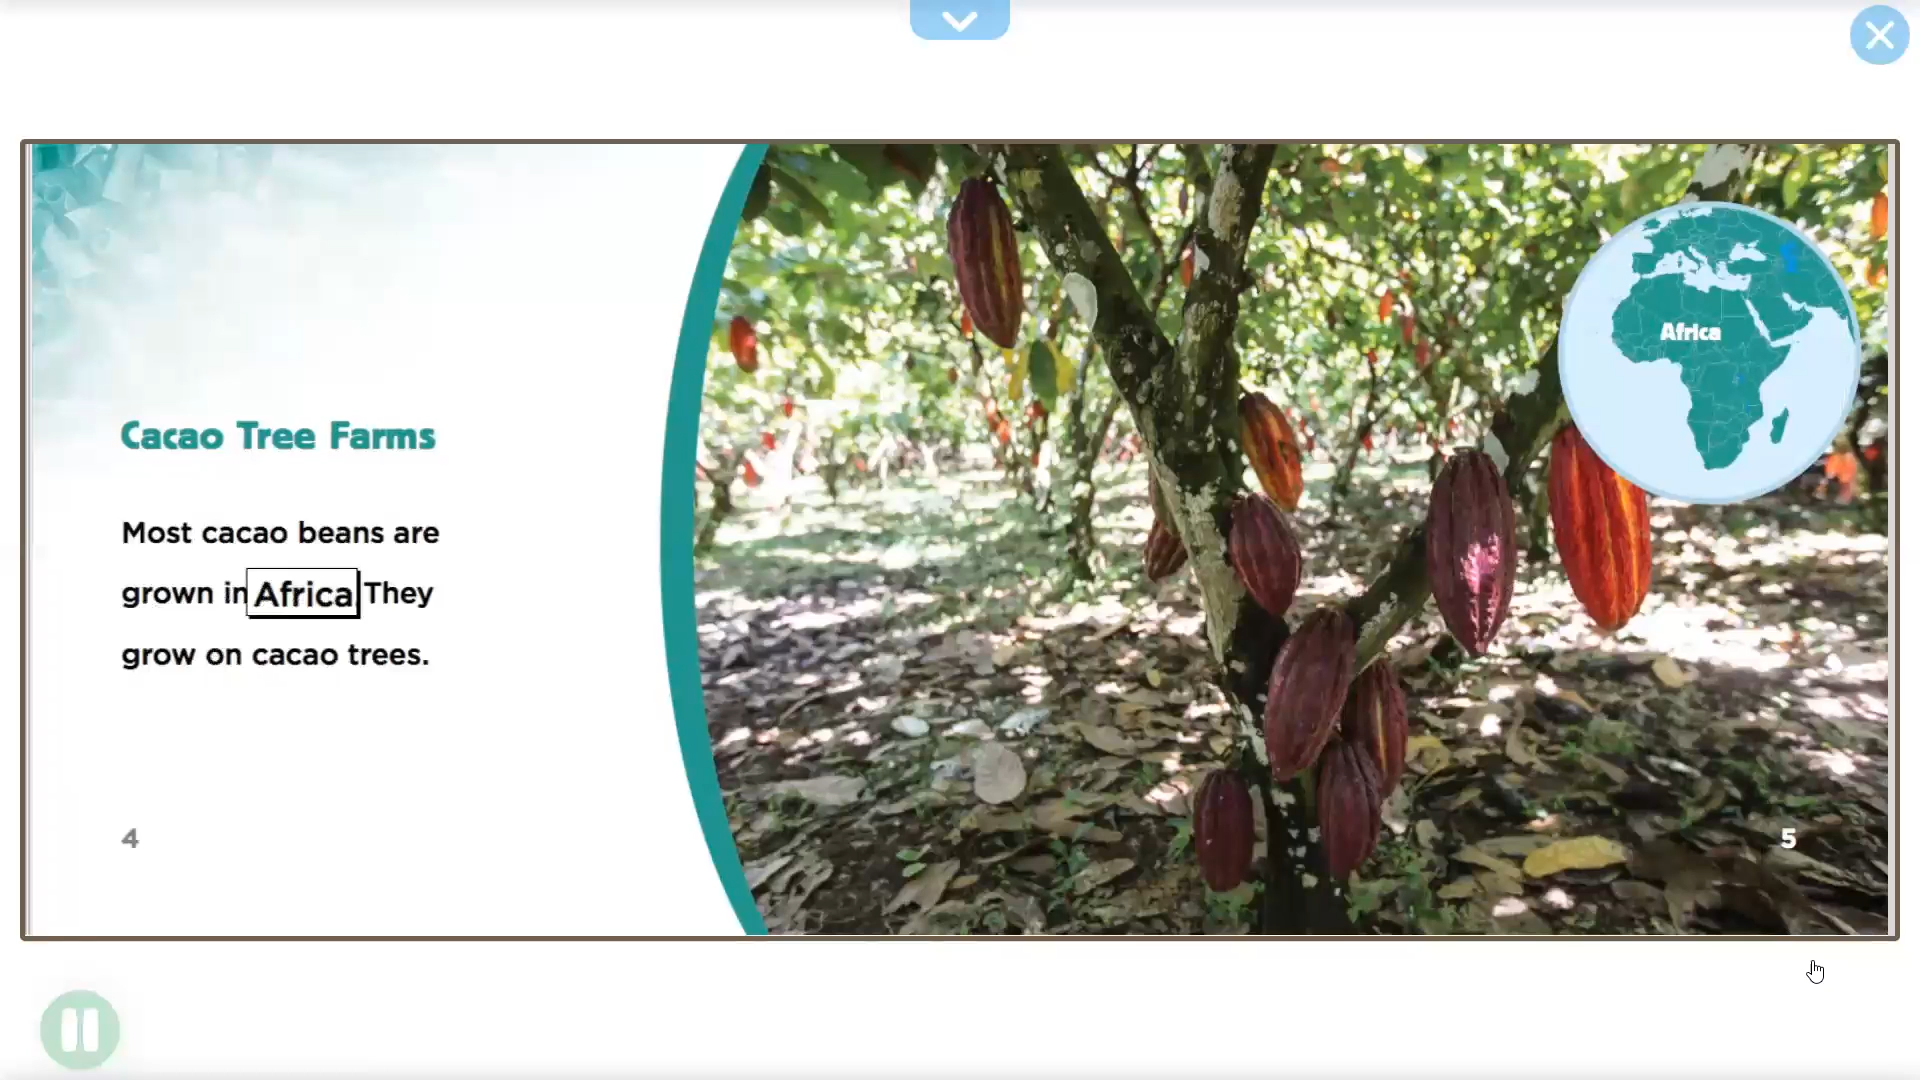 Cacao Tree Farms
Most cacao beans are
grown in Africa They
grow on cacao trees.
4
Africa
5